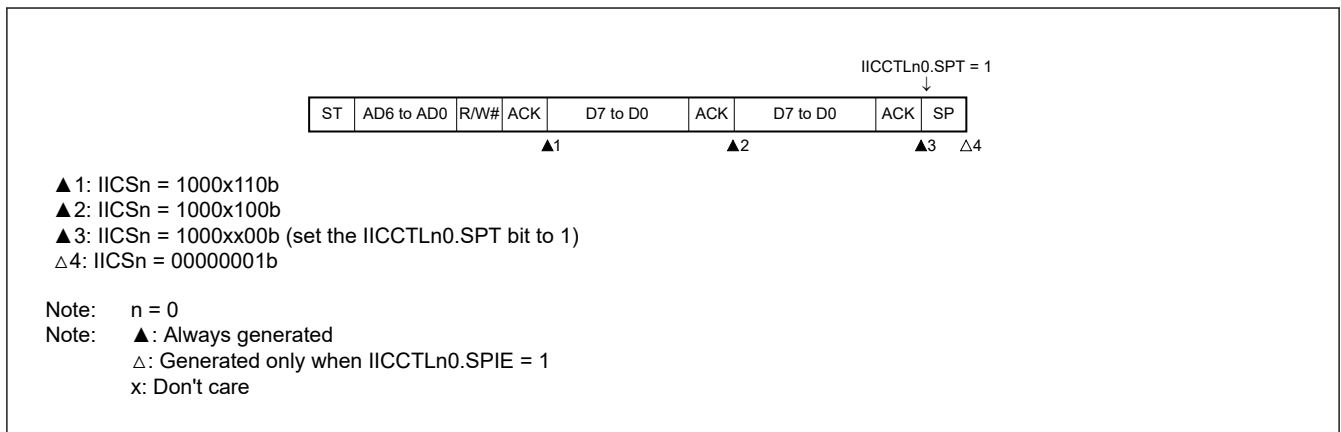 IICCTLn0.SPT = 1
↓
ST AD6 to AD0 R/W# ACK D7 to D0 ACK D7 to D0 ACK SP
▲1 ▲2 ▲3 △4
▲1: IICSn = 1000x110b
▲2: IICSn = 1000x100b
▲3: IICSn = 1000xx00b (set the IICCTLn0.SPT bit to 1)
△4: IICSn = 00000001b
Note: n = 0
Note: ▲: Always generated
△: Generated only when IICCTLn0.SPIE = 1
x: Don't care